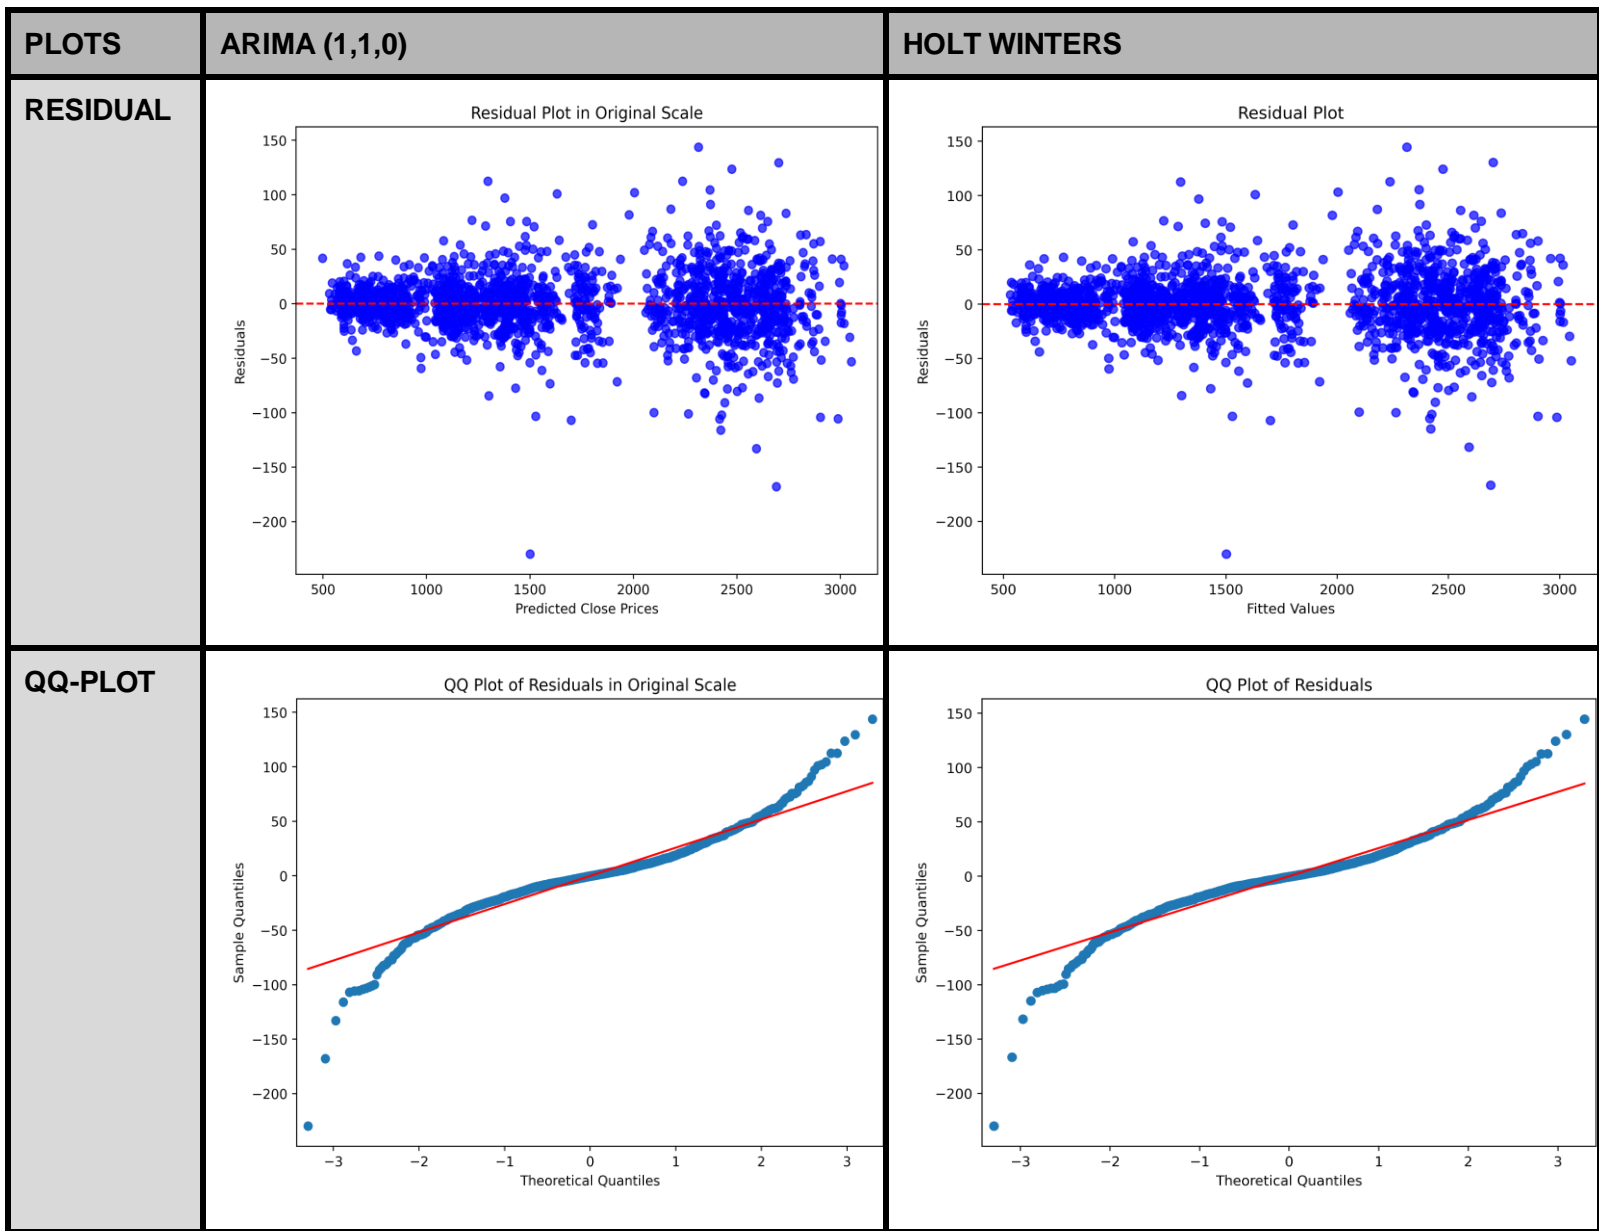 PLOTS
ARIMA (1,1,0)
HOLT WINTERS
RESIDUAL
Residual Plot in Original Scale
150
100
50
0
−50
−100
−150
−200
Residuals
500 1000 1500 2000 2500 3000
Predicted Close Prices
Residual Plot
150
100
50
0
−50
−100
−150
−200
Residuals
500 1000 1500 2000 2500 3000
Fitted Values
QQ-PLOT
QQ Plot of Residuals in Original Scale
150
100
50
0
−50
−100
−150
−200
Sample Quantiles
−3 −2 −1 0 1 2 3
Theoretical Quantiles
QQ Plot of Residuals
150
100
50
0
−50
−100
−150
−200
Sample Quantiles
−3 −2 −1 0 1 2 3
Theoretical Quantiles